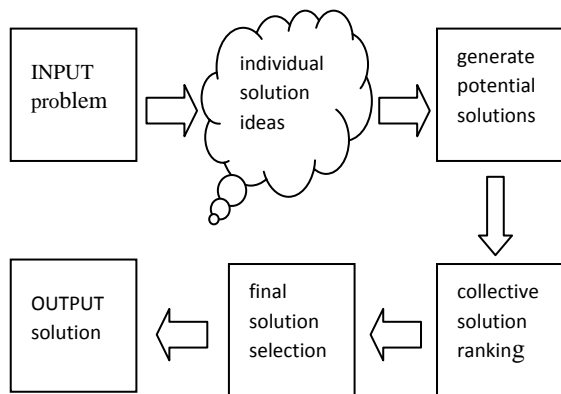 INPUT
problem
individual
solution
ideas
generate
potential
solutions
collective
solution
ranking
final
solution
selection
OUTPUT
solution